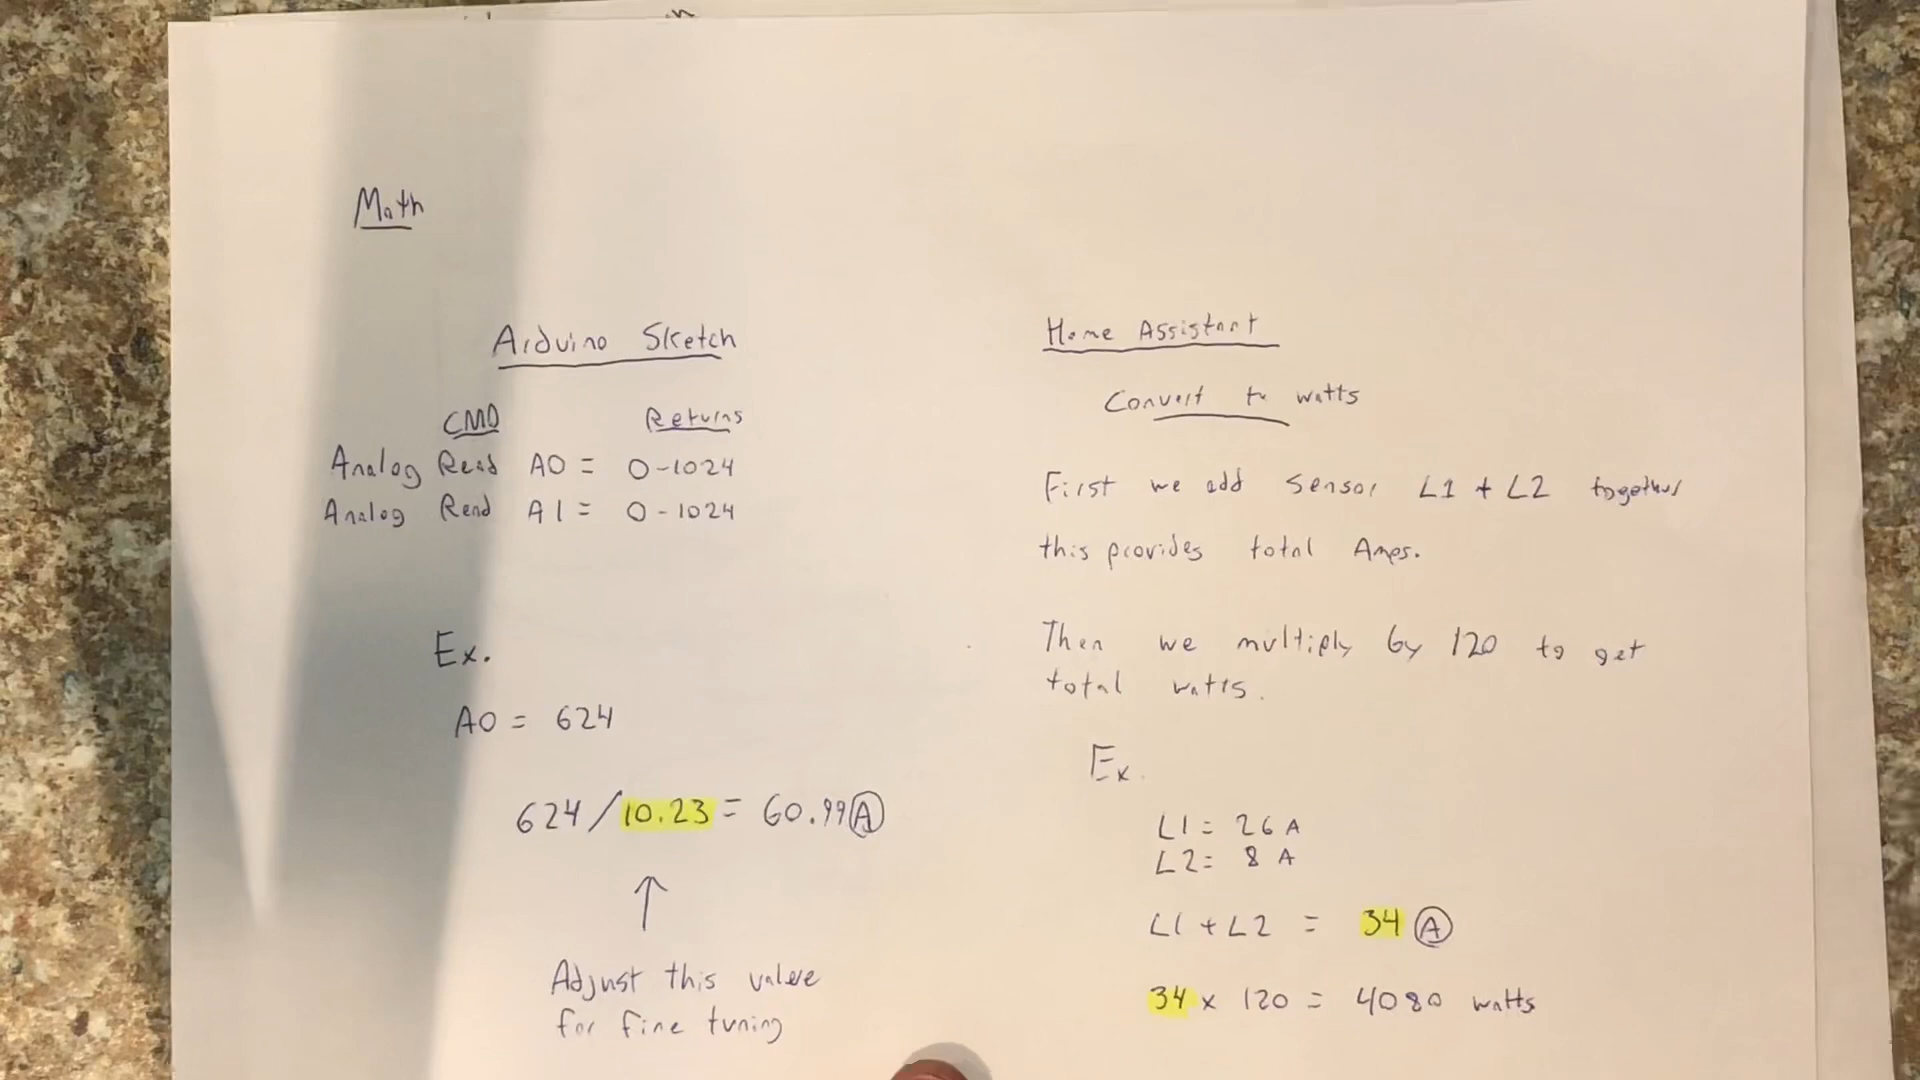 Math
Arduino Sketch
CMD Returns
Analog Read A0 = 0-1024
Analog Read A1 = 0-1024
Ex.
A0 = 624
624/10.23 = 60.99 A
↑
Adjust this value
for fine tuning
Home Assistant
Convert to watts
First we add sensor L1 + L2 together
this provides total Amps.
Then we multiply by 120 to get
total watts.
Ex.
L1 = 26 A
L2 = 8 A
L1 + L2 = 34 A
34 x 120 = 4080 watts